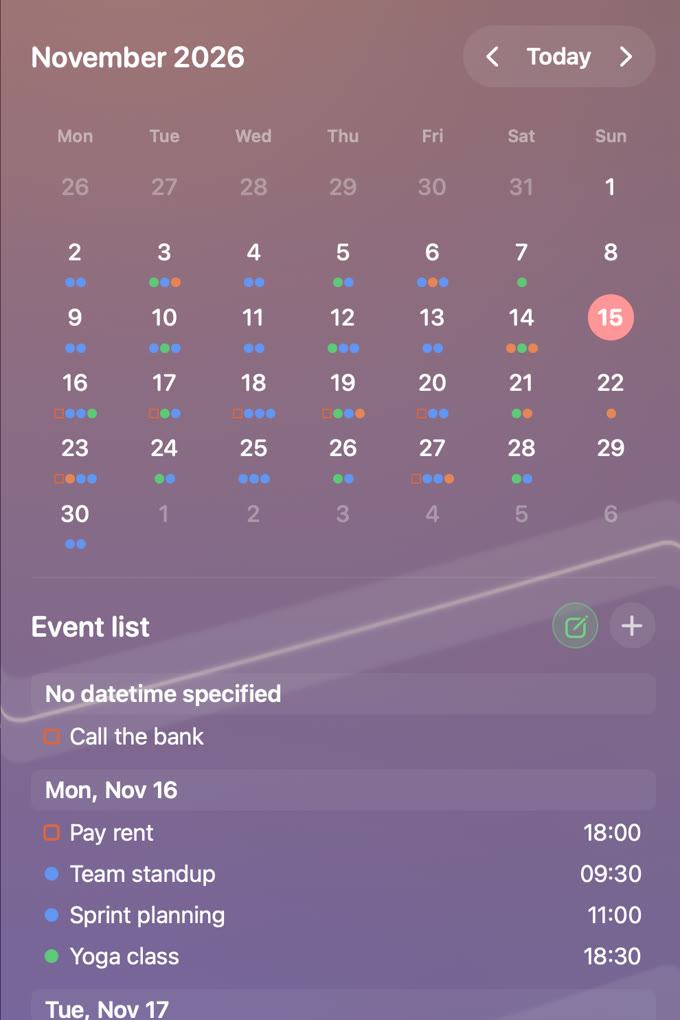 November 2026 Today
Mon Tue Wed Thu Fri Sat Sun
26 27 28 29 30 31 1
2 3 4 5 6 7 8
9 10 11 12 13 14 15
16 17 18 19 20 21 22
23 24 25 26 27 28 29
30 1 2 3 4 5 6
Event list
No datetime specified
Call the bank
Mon, Nov 16
Pay rent 18:00
Team standup 09:30
Sprint planning 11:00
Yoga class 18:30
Tue, Nov 17